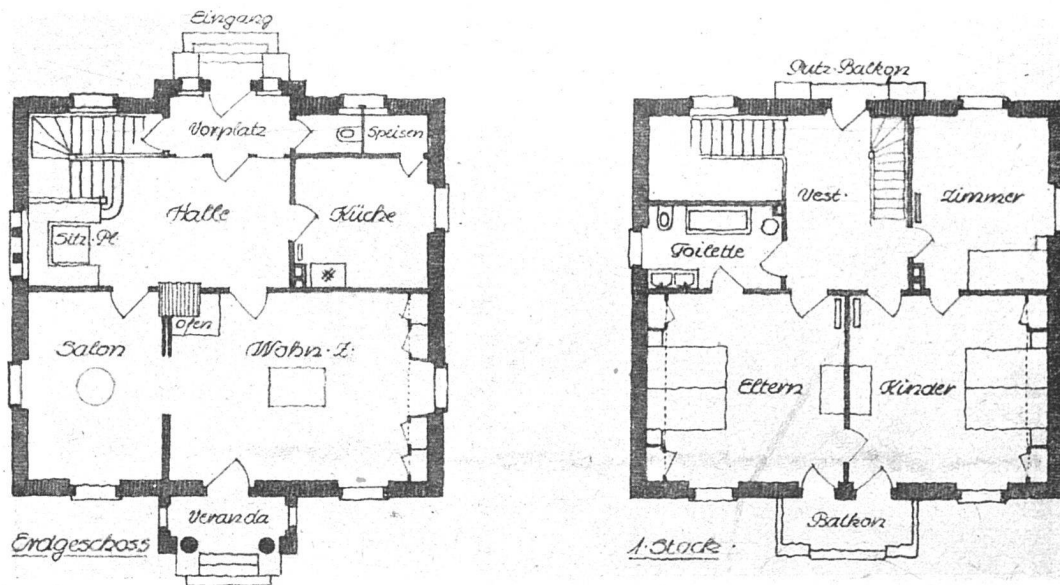 Eingang
Vorplatz
Speisen
Halle
Küche
Sitz-Pl.
Ofen
Salon
Wohn-Z.
Veranda
Erdgeschoss
Putz-Balkon
Vest.
Zimmer
Toilette
Eltern
Kinder
Balkon
1. Stock